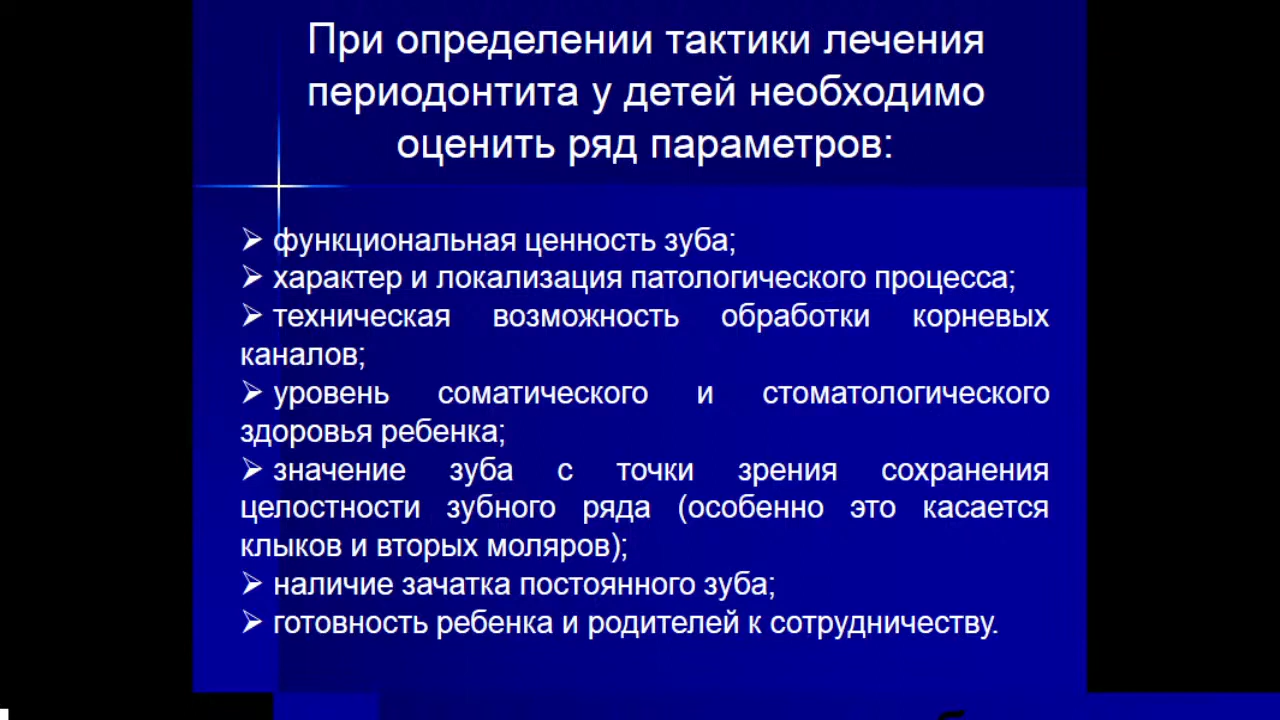 При определении тактики лечения
периодонтита у детей необходимо
оценить ряд параметров:
➢ функциональная ценность зуба;
➢ характер и локализация патологического процесса;
➢ техническая возможность обработки корневых
каналов;
➢ уровень соматического и стоматологического
здоровья ребенка;
➢ значение зуба с точки зрения сохранения
целостности зубного ряда (особенно это касается
клыков и вторых моляров);
➢ наличие зачатка постоянного зуба;
➢ готовность ребенка и родителей к сотрудничеству.